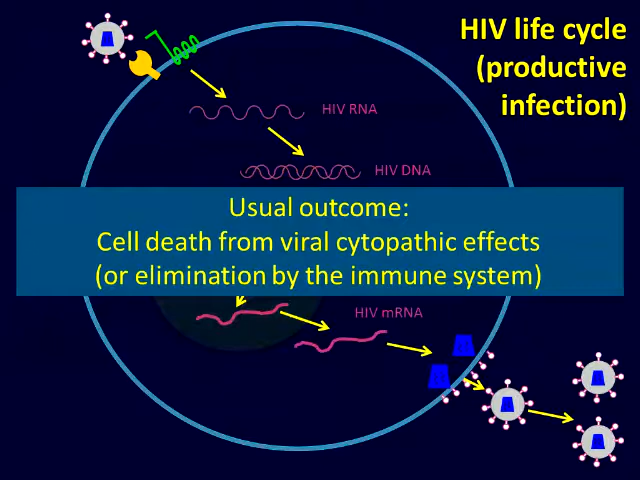 HIV life cycle
(productive
infection)
HIV RNA
HIV DNA
Usual outcome:
Cell death from viral cytopathic effects
(or elimination by the immune system)
HIV mRNA